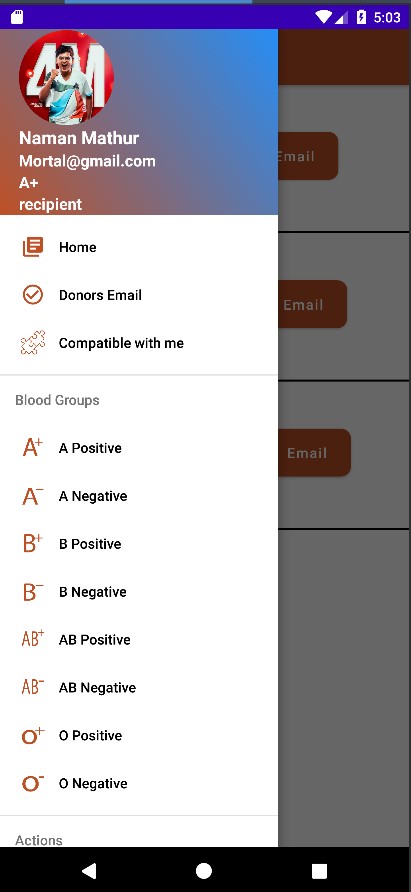 5:03
4M
Naman Mathur
Mortal@gmail.com
A+
recipient
Home
Donors Email
Compatible with me
Blood Groups
A+ A Positive
A- A Negative
B+ B Positive
B- B Negative
AB+ AB Positive
AB- AB Negative
O+ O Positive
O- O Negative
Actions
Email
Email
Email